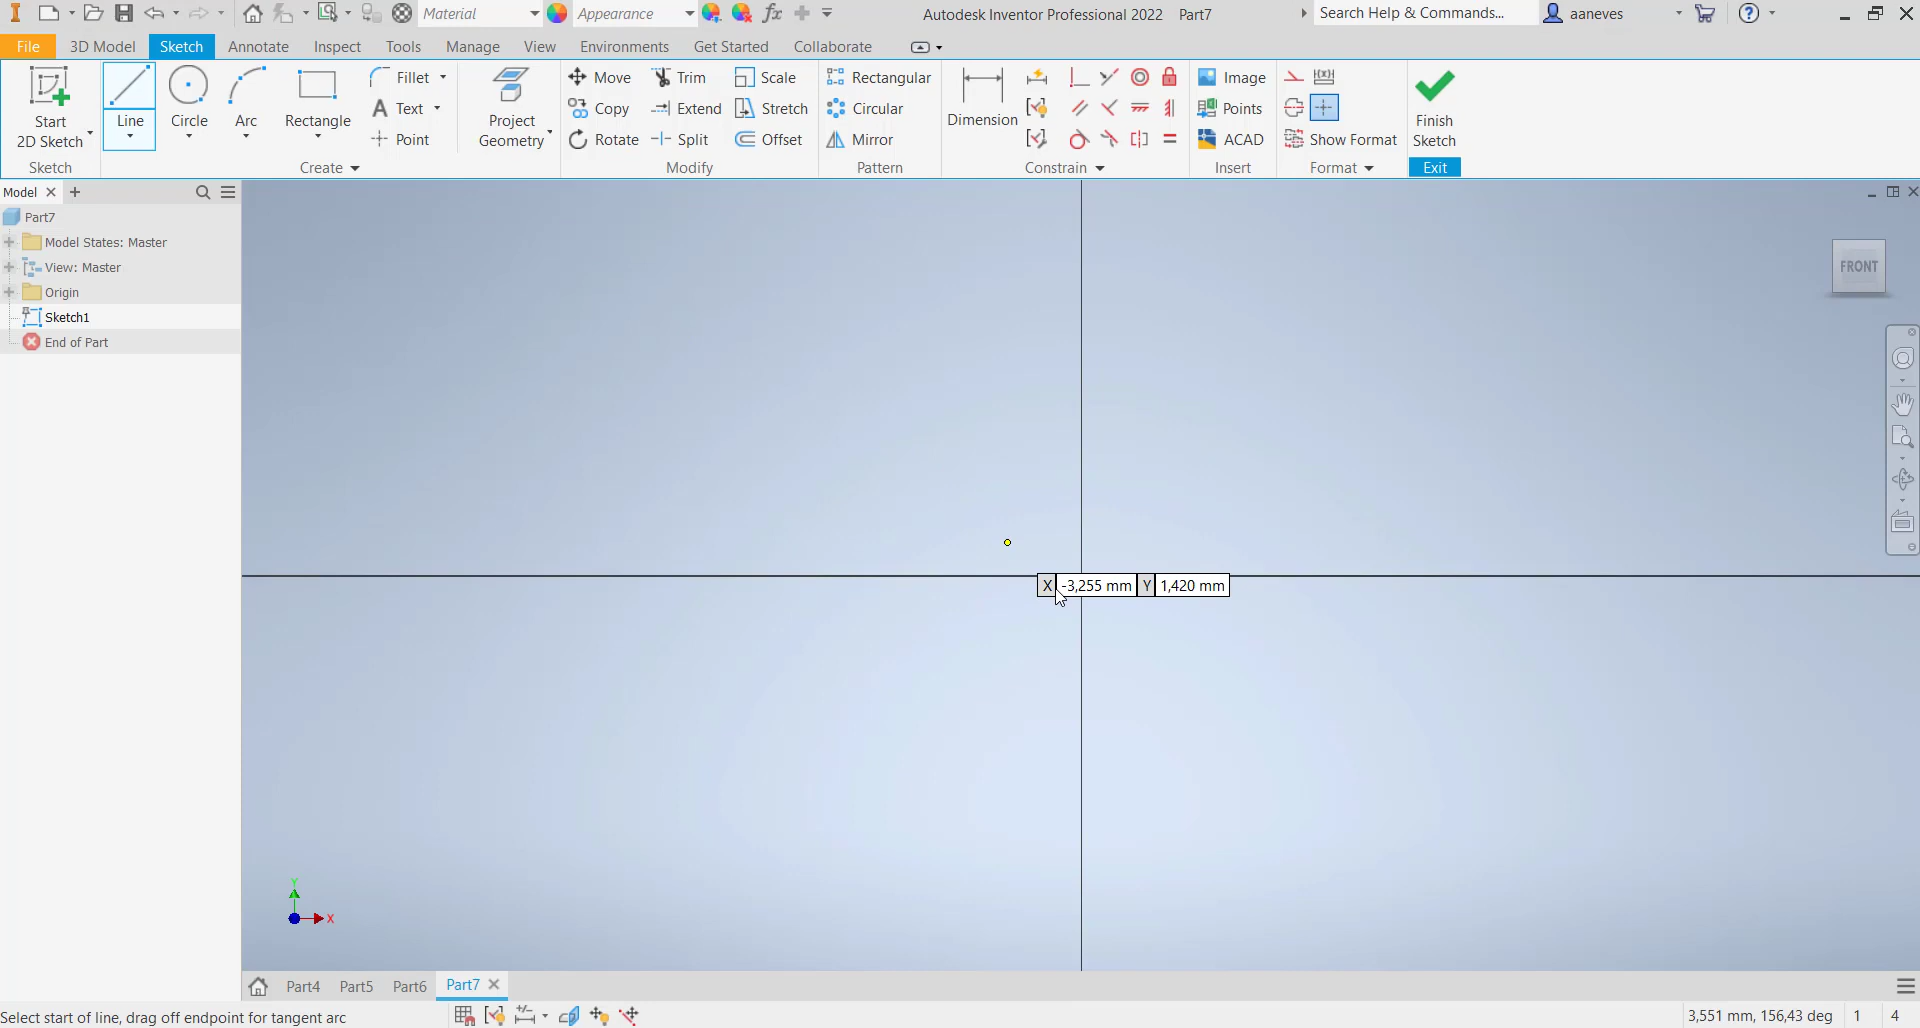 Material Appearance Autodesk Inventor Professional 2022 Part7 Search Help & Commands... aaneves
File 3D Model Sketch Annotate Inspect Tools Manage View Environments Get Started Collaborate
Start 2D Sketch
Line
Circle
Arc
Rectangle
Fillet
Text
Point
Project Geometry
Move Trim Scale
Copy Extend Stretch
Rotate Split Offset
Rectangular
Circular
Mirror
Dimension
Image
Points
ACAD
Show Format
Finish Sketch
Sketch Create Modify Pattern Constrain Insert Format Exit
Model
Part7
Model States: Master
View: Master
Origin
Sketch1
End of Part
FRONT
X -3,255 mm Y 1,420 mm
Y
X
Part4 Part5 Part6 Part7
Select start of line, drag off endpoint for tangent arc 3,551 mm, 156,43 deg 1 4